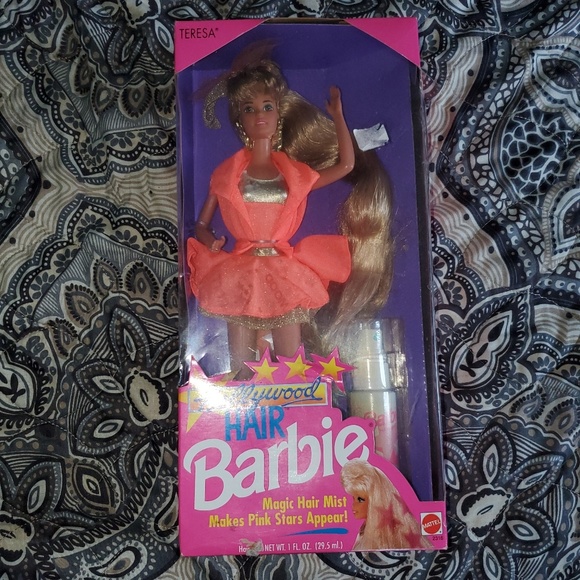 TERESA®
HAIR
Barbie®
Magic Hair Mist
Makes Pink Stars Appear!
NET WT. 1 FL. OZ. (29.5 ml.)
MATTEL